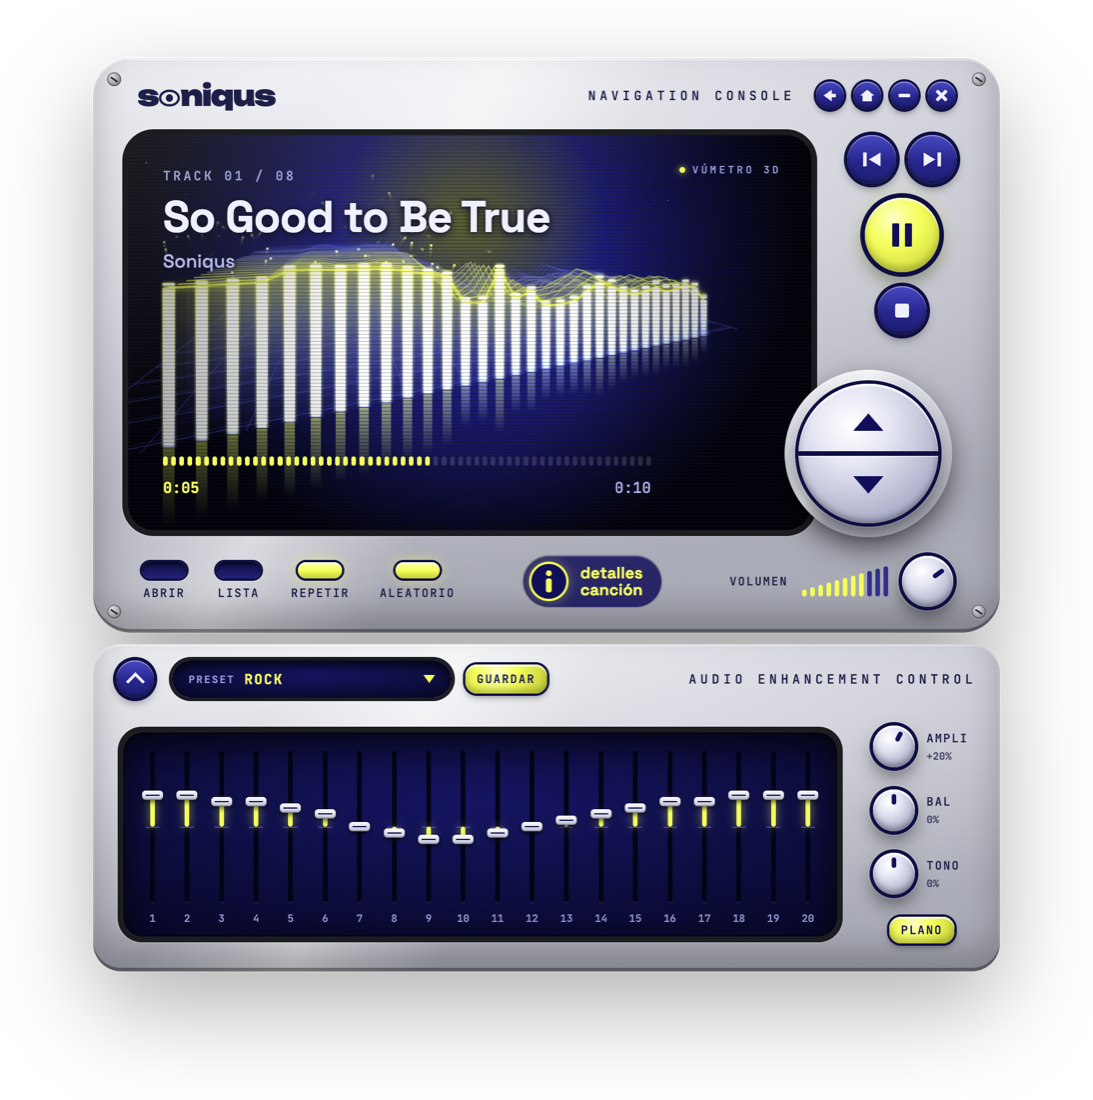 soniqus
NAVIGATION CONSOLE
TRACK 01 / 08
VÚMETRO 3D
So Good to Be True
Soniqus
0:05
0:10
ABRIR
LISTA
REPETIR
ALEATORIO
detalles
canción
VOLUMEN
PRESET ROCK
GUARDAR
AUDIO ENHANCEMENT CONTROL
AMPLI
+20%
BAL
0%
TONO
0%
1 2 3 4 5 6 7 8 9 10 11 12 13 14 15 16 17 18 19 20
PLANO